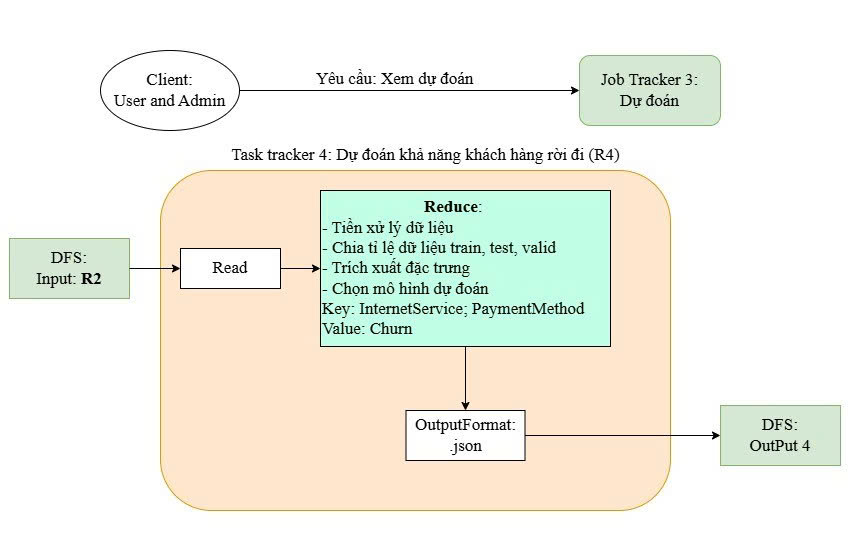 Client:
User and Admin
Yêu cầu: Xem dự đoán
Job Tracker 3:
Dự đoán
Task tracker 4: Dự đoán khả năng khách hàng rời đi (R4)
DFS:
Input: R2
Read
Reduce:
- Tiền xử lý dữ liệu
- Chia tỉ lệ dữ liệu train, test, valid
- Trích xuất đặc trưng
- Chọn mô hình dự đoán
Key: InternetService; PaymentMethod
Value: Churn
OutputFormat:
.json
DFS:
OutPut 4